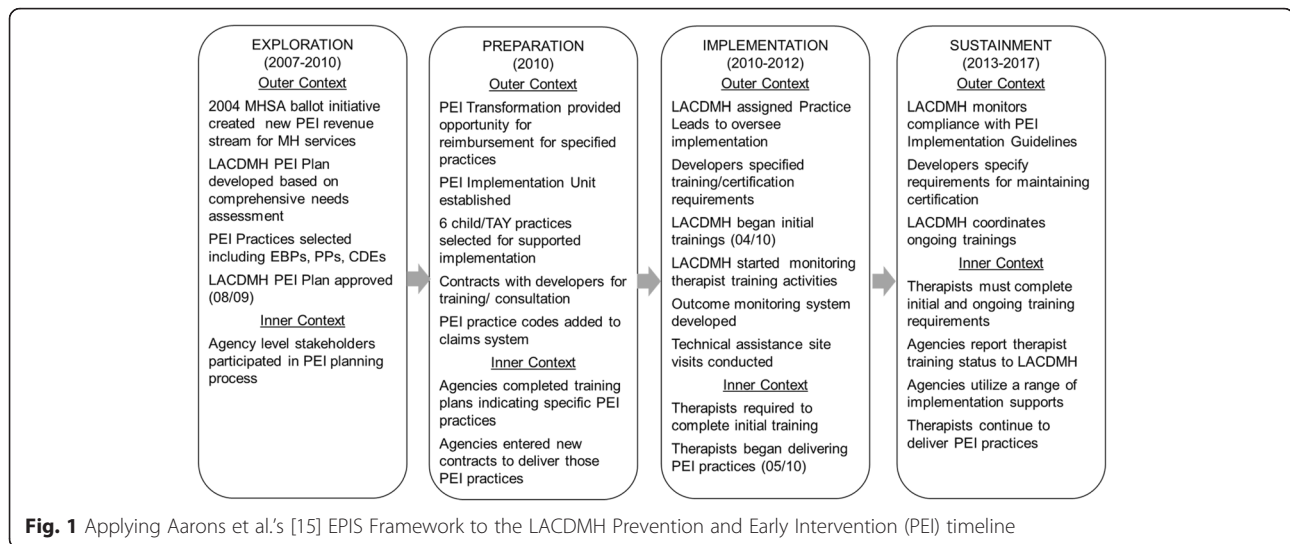 EXPLORATION
(2007-2010)
Outer Context
2004 MHSA ballot initiative
created new PEI revenue
stream for MH services
LACDMH PEI Plan
developed based on
comprehensive needs
assessment
PEI Practices selected
including EBPs, PPs, CDEs
LACDMH PEI Plan approved
(08/09)
Inner Context
Agency level stakeholders
participated in PEI planning
process
PREPARATION
(2010)
Outer Context
PEI Transformation provided
opportunity for
reimbursement for specified
practices
PEI Implementation Unit
established
6 child/TAY practices
selected for supported
implementation
Contracts with developers for
training/ consultation
PEI practice codes added to
claims system
Inner Context
Agencies completed training
plans indicating specific PEI
practices
Agencies entered new
contracts to deliver those
PEI practices
IMPLEMENTATION
(2010-2012)
Outer Context
LACDMH assigned Practice
Leads to oversee
implementation
Developers specified
training/certification
requirements
LACDMH began initial
trainings (04/10)
LACDMH started monitoring
therapist training activities
Outcome monitoring system
developed
Technical assistance site
visits conducted
Inner Context
Therapists required to
complete initial training
Therapists began delivering
PEI practices (05/10)
SUSTAINMENT
(2013-2017)
Outer Context
LACDMH monitors
compliance with PEI
Implementation Guidelines
Developers specify
requirements for maintaining
certification
LACDMH coordinates
ongoing trainings
Inner Context
Therapists must complete
initial and ongoing training
requirements
Agencies report therapist
training status to LACDMH
Agencies utilize a range of
implementation supports
Therapists continue to
deliver PEI practices
Fig. 1 Applying Aarons et al.'s [15] EPIS Framework to the LACDMH Prevention and Early Intervention (PEI) timeline